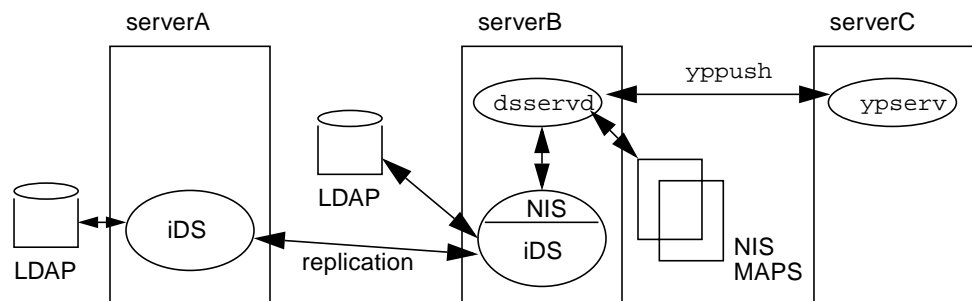 serverA
serverB
serverC
yppush
dsservd
ypserv
LDAP
NIS
iDS
iDS
LDAP
replication
NIS
MAPS